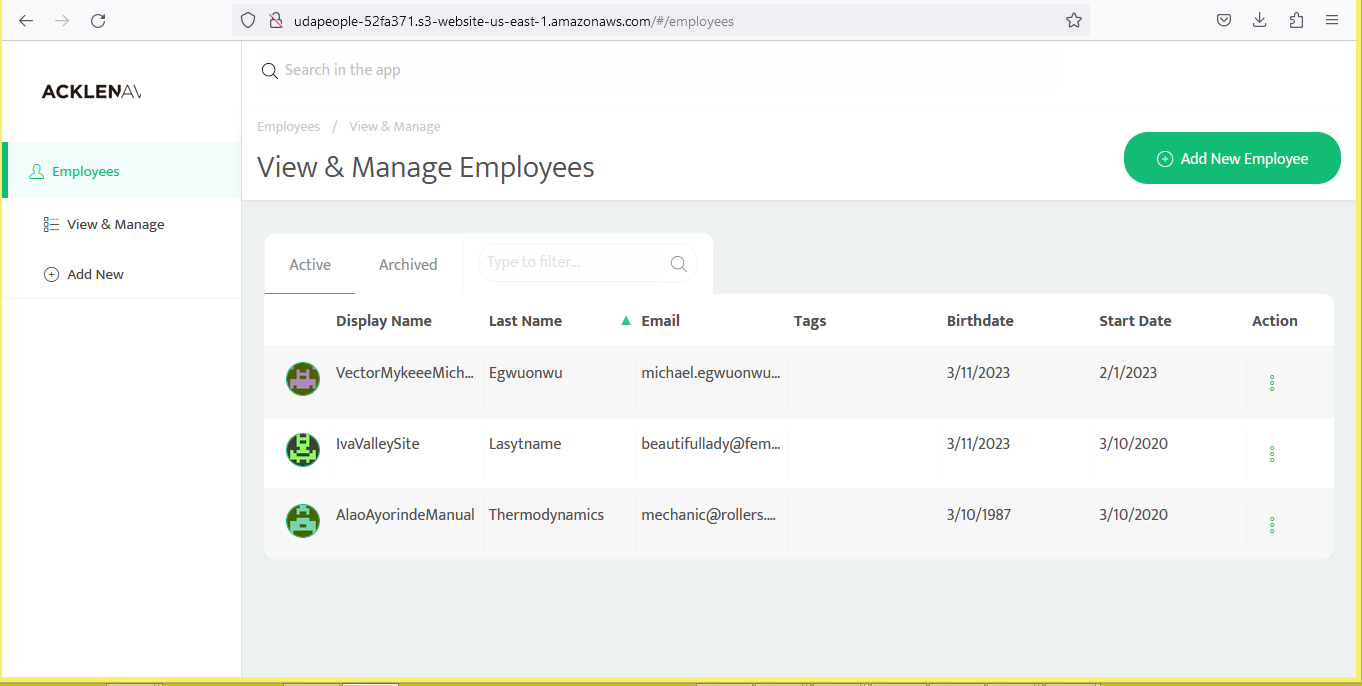 udapeople-52fa371.s3-website-us-east-1.amazonaws.com/#/employees
ACKLENAV
Search in the app
Employees / View & Manage
View & Manage Employees
Add New Employee
Employees
View & Manage
Add New
Active Archived Type to filter...
Display Name Last Name Email Tags Birthdate Start Date Action
VectorMykeeeMich... Egwuonwu michael.egwuonwu... 3/11/2023 2/1/2023
IvaValleySite Lasytname beautifullady@fem... 3/11/2023 3/10/2020
AlaoAyorindeManual Thermodynamics mechanic@rollers.... 3/10/1987 3/10/2020